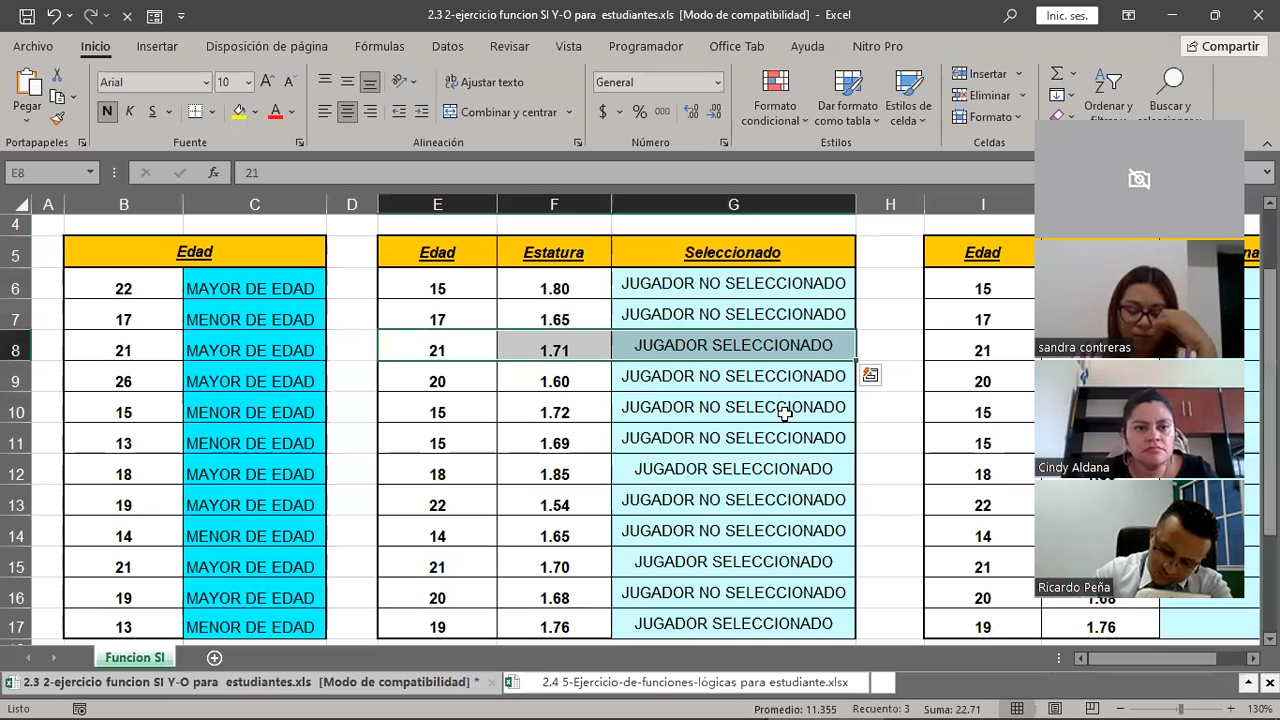 2.3 2-ejercicio funcion SI Y-O para estudiantes.xls [Modo de compatibilidad] - Excel
Inic. ses.
Archivo Inicio Insertar Disposición de página Fórmulas Datos Revisar Vista Programador Office Tab Ayuda Nitro Pro Compartir
Pegar
Arial 10
N K S
Ajustar texto
Combinar y centrar
General
$ % 000
Formato condicional
Dar formato como tabla
Estilos de celda
Insertar
Eliminar
Formato
Ordenar y
Buscar y
Portapapeles Fuente Alineación Número Estilos Celdas
E8 fx 21
A B C D E F G H I
4
5 Edad Edad Estatura Seleccionado Edad
6 22 MAYOR DE EDAD 15 1.80 JUGADOR NO SELECCIONADO 15
7 17 MENOR DE EDAD 17 1.65 JUGADOR NO SELECCIONADO 17
8 21 MAYOR DE EDAD 21 1.71 JUGADOR SELECCIONADO 21
9 26 MAYOR DE EDAD 20 1.60 JUGADOR NO SELECCIONADO 20
10 15 MENOR DE EDAD 15 1.72 JUGADOR NO SELECCIONADO 15
11 13 MENOR DE EDAD 15 1.69 JUGADOR NO SELECCIONADO 15
12 18 MAYOR DE EDAD 18 1.85 JUGADOR SELECCIONADO 18
13 19 MAYOR DE EDAD 22 1.54 JUGADOR NO SELECCIONADO 22
14 14 MENOR DE EDAD 14 1.65 JUGADOR NO SELECCIONADO 14
15 21 MAYOR DE EDAD 21 1.70 JUGADOR SELECCIONADO 21
16 19 MAYOR DE EDAD 20 1.68 JUGADOR NO SELECCIONADO 20 1.68
17 13 MENOR DE EDAD 19 1.76 JUGADOR SELECCIONADO 19 1.76
sandra contreras
Cindy Aldana
Ricardo Peña
Funcion SI
2.3 2-ejercicio funcion SI Y-O para estudiantes.xls [Modo de compatibilidad] *
2.4 5-Ejercicio-de-funciones-lógicas para estudiante.xlsx
Listo Promedio: 11.355 Recuento: 3 Suma: 22.71 130%